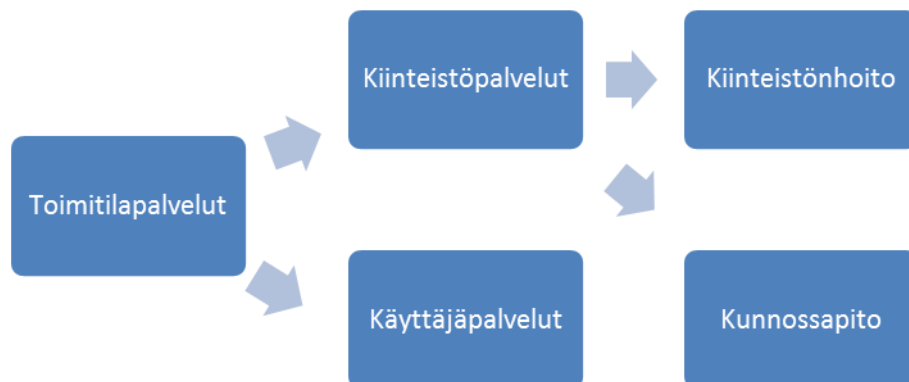 Kiinteistöpalvelut
Kiinteistönhoito
Toimitilapalvelut
Käyttäjäpalvelut
Kunnossapito